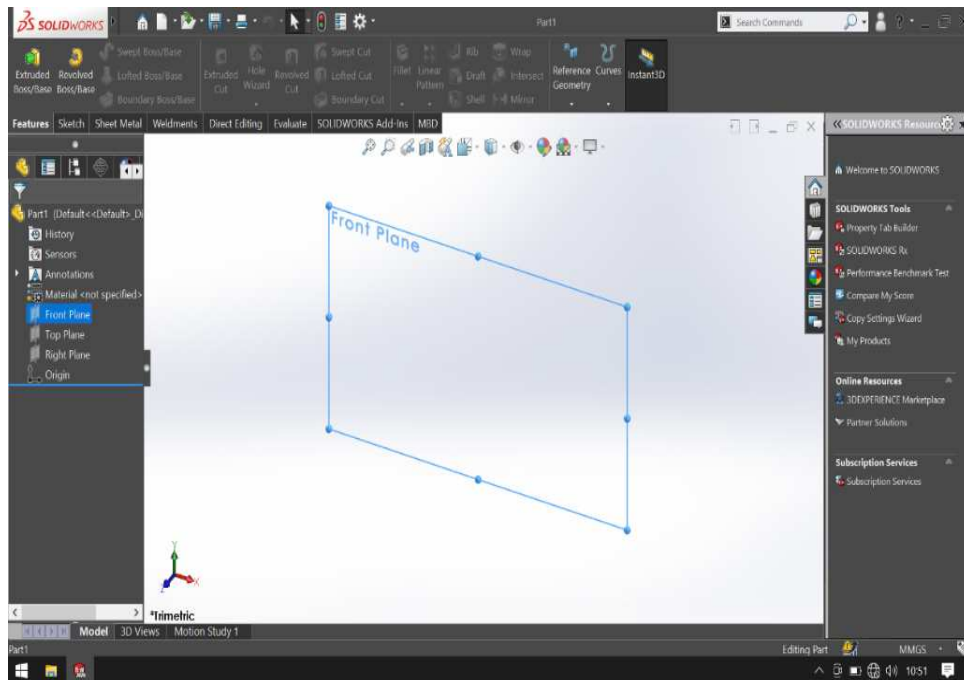 SOLIDWORKS
Part1
Search Commands
Extruded Boss/Base
Revolved Boss/Base
Swept Boss/Base
Lofted Boss/Base
Boundary Boss/Base
Extruded Cut
Hole Wizard
Revolved Cut
Swept Cut
Lofted Cut
Boundary Cut
Fillet
Linear Pattern
Rib
Draft
Shell
Wrap
Intersect
Mirror
Reference Geometry
Curves
Instant3D
Features Sketch Sheet Metal Weldments Direct Editing Evaluate SOLIDWORKS Add-Ins MBD
Part1 (Default<<Default>_Di
History
Sensors
Annotations
Material <not specified>
Front Plane
Top Plane
Right Plane
Origin
Front Plane
Y
X
*Trimetric
«SOLIDWORKS Resourc
Welcome to SOLIDWORKS
SOLIDWORKS Tools
Property Tab Builder
SOLIDWORKS Rx
Performance Benchmark Test
Compare My Score
Copy Settings Wizard
My Products
Online Resources
3DEXPERIENCE Marketplace
Partner Solutions
Subscription Services
Subscription Services
Model 3D Views Motion Study 1
Part1
Editing Part
MMGS
10:51